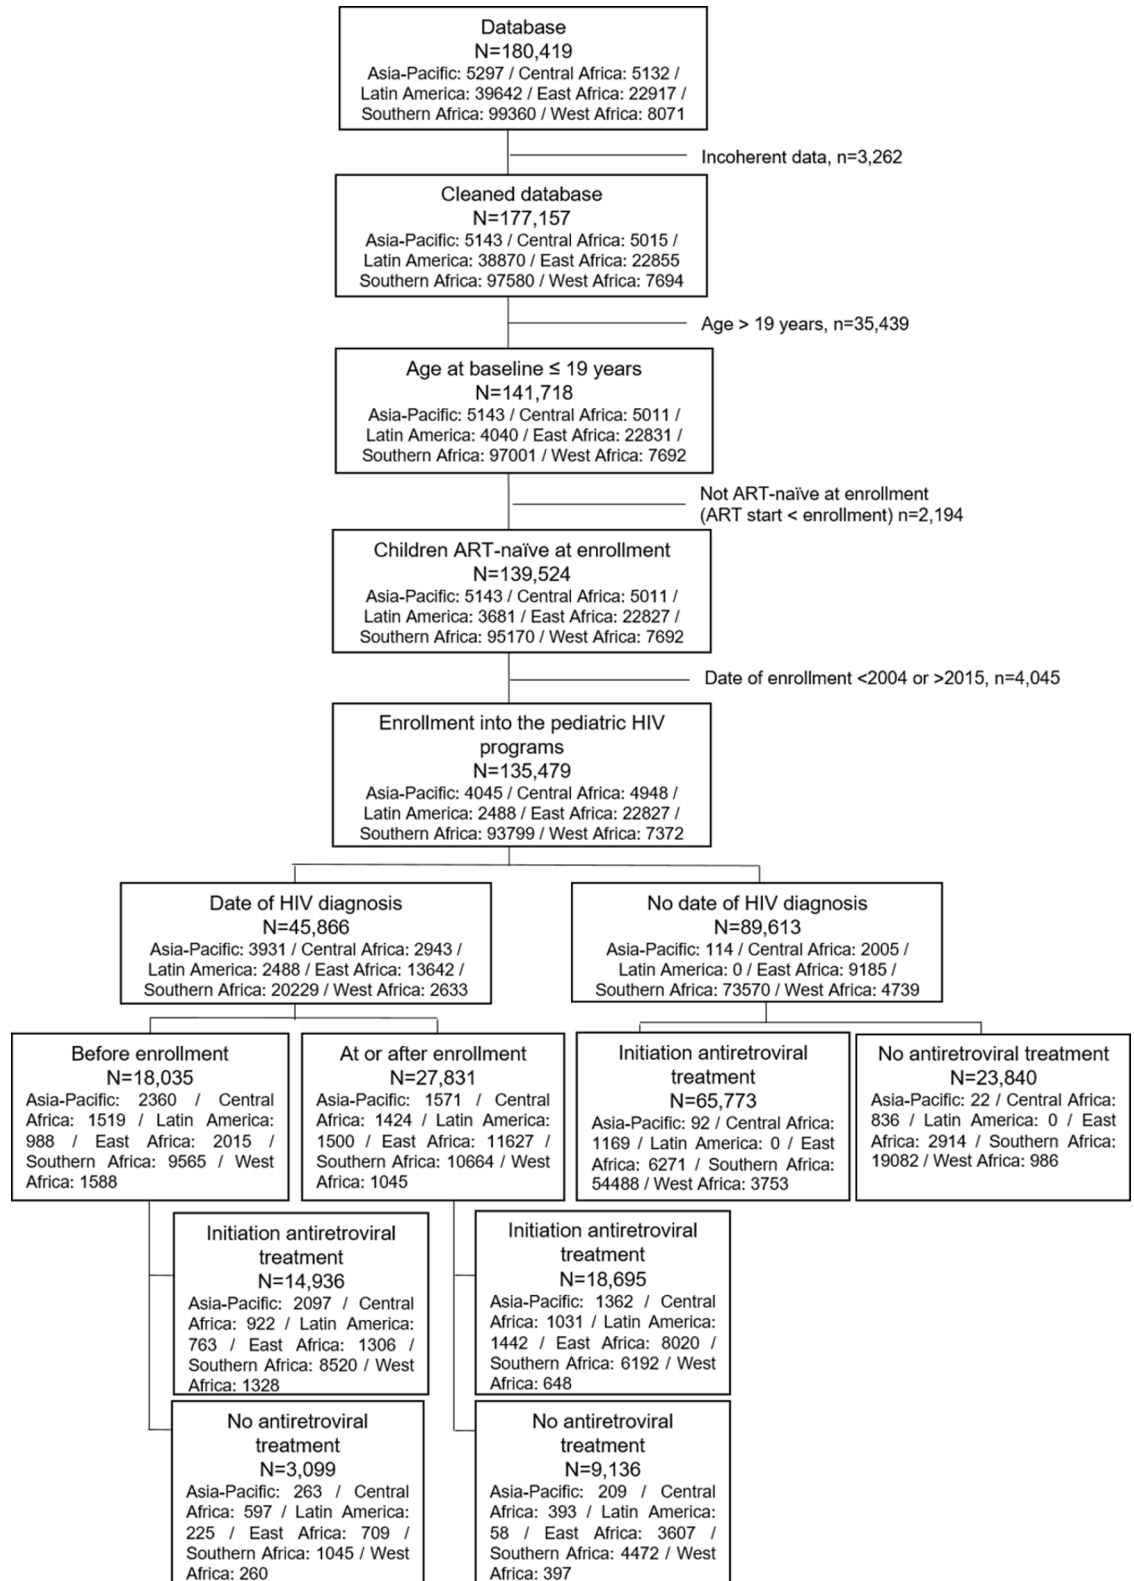 Database
N=180,419
Asia-Pacific: 5297 / Central Africa: 5132 /
Latin America: 39642 / East Africa: 22917 /
Southern Africa: 99360 / West Africa: 8071
Incoherent data, n=3,262
Cleaned database
N=177,157
Asia-Pacific: 5143 / Central Africa: 5015 /
Latin America: 38870 / East Africa: 22855
Southern Africa: 97580 / West Africa: 7694
Age > 19 years, n=35,439
Age at baseline ≤ 19 years
N=141,718
Asia-Pacific: 5143 / Central Africa: 5011 /
Latin America: 4040 / East Africa: 22831 /
Southern Africa: 97001 / West Africa: 7692
Not ART-naïve at enrollment
(ART start < enrollment) n=2,194
Children ART-naïve at enrollment
N=139,524
Asia-Pacific: 5143 / Central Africa: 5011 /
Latin America: 3681 / East Africa: 22827 /
Southern Africa: 95170 / West Africa: 7692
Date of enrollment <2004 or >2015, n=4,045
Enrollment into the pediatric HIV
programs
N=135,479
Asia-Pacific: 4045 / Central Africa: 4948 /
Latin America: 2488 / East Africa: 22827 /
Southern Africa: 93799 / West Africa: 7372
Date of HIV diagnosis
N=45,866
Asia-Pacific: 3931 / Central Africa: 2943 /
Latin America: 2488 / East Africa: 13642 /
Southern Africa: 20229 / West Africa: 2633
No date of HIV diagnosis
N=89,613
Asia-Pacific: 114 / Central Africa: 2005 /
Latin America: 0 / East Africa: 9185 /
Southern Africa: 73570 / West Africa: 4739
Before enrollment
N=18,035
Asia-Pacific: 2360 / Central
Africa: 1519 / Latin America:
988 / East Africa: 2015 /
Southern Africa: 9565 / West
Africa: 1588
At or after enrollment
N=27,831
Asia-Pacific: 1571 / Central
Africa: 1424 / Latin America:
1500 / East Africa: 11627 /
Southern Africa: 10664 / West
Africa: 1045
Initiation antiretroviral
treatment
N=65,773
Asia-Pacific: 92 / Central Africa:
1169 / Latin America: 0 / East
Africa: 6271 / Southern Africa:
54488 / West Africa: 3753
No antiretroviral treatment
N=23,840
Asia-Pacific: 22 / Central Africa:
836 / Latin America: 0 / East
Africa: 2914 / Southern Africa:
19082 / West Africa: 986
Initiation antiretroviral
treatment
N=14,936
Asia-Pacific: 2097 / Central
Africa: 922 / Latin America:
763 / East Africa: 1306 /
Southern Africa: 8520 / West
Africa: 1328
Initiation antiretroviral
treatment
N=18,695
Asia-Pacific: 1362 / Central
Africa: 1031 / Latin America:
1442 / East Africa: 8020 /
Southern Africa: 6192 / West
Africa: 648
No antiretroviral
treatment
N=3,099
Asia-Pacific: 263 / Central
Africa: 597 / Latin America:
225 / East Africa: 709 /
Southern Africa: 1045 / West
Africa: 260
No antiretroviral
treatment
N=9,136
Asia-Pacific: 209 / Central
Africa: 393 / Latin America:
58 / East Africa: 3607 /
Southern Africa: 4472 / West
Africa: 397